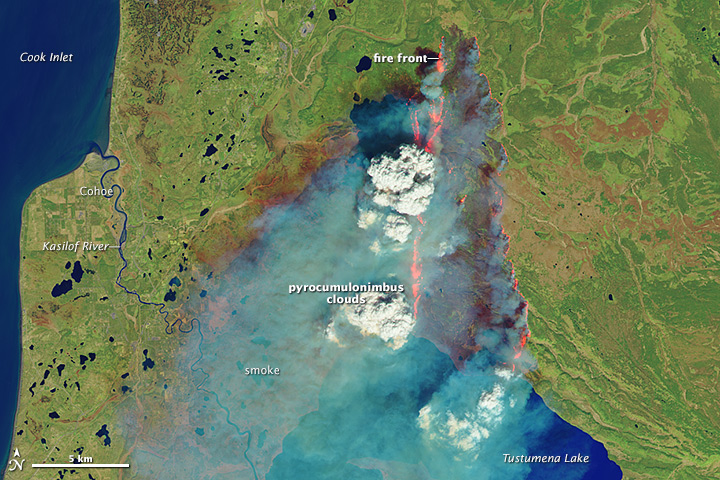 fire front
Cook Inlet
Cohoe
Kasilof River
pyrocumulonimbus
clouds
smoke
5 km
N
Tustumena Lake